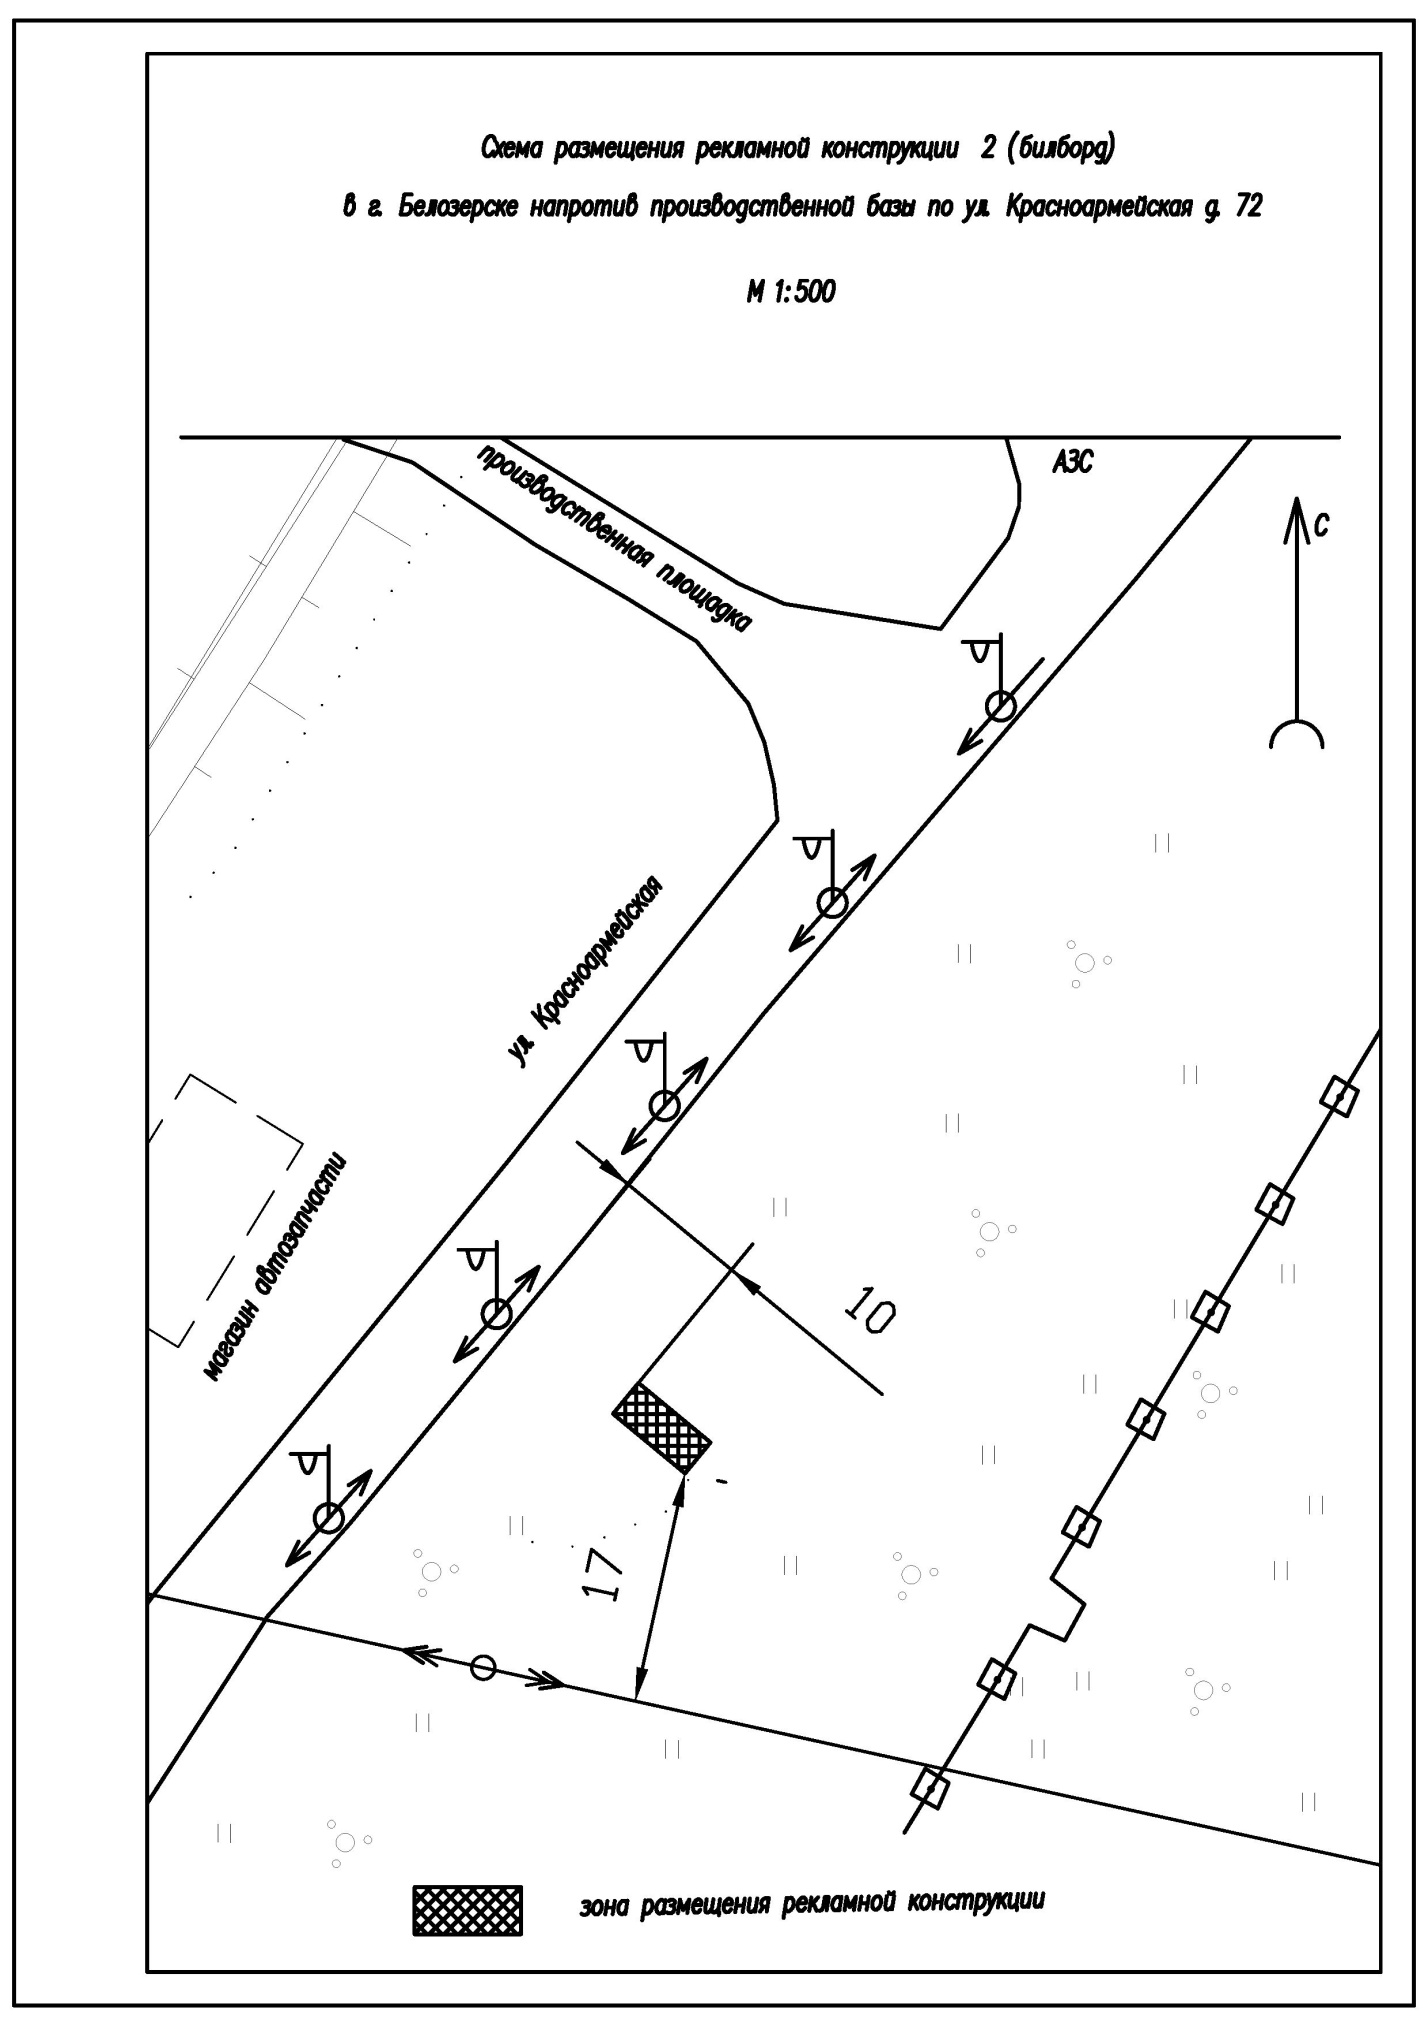 Схема размещения рекламной конструкции 2 (билборд)
в г. Белозерске напротив производственной базы по ул. Красноармейская д. 72
М 1:500
производственная площадка
АЗС
С
ул. Красноармейская
магазин автозапчасти
10
17
зона размещения рекламной конструкции